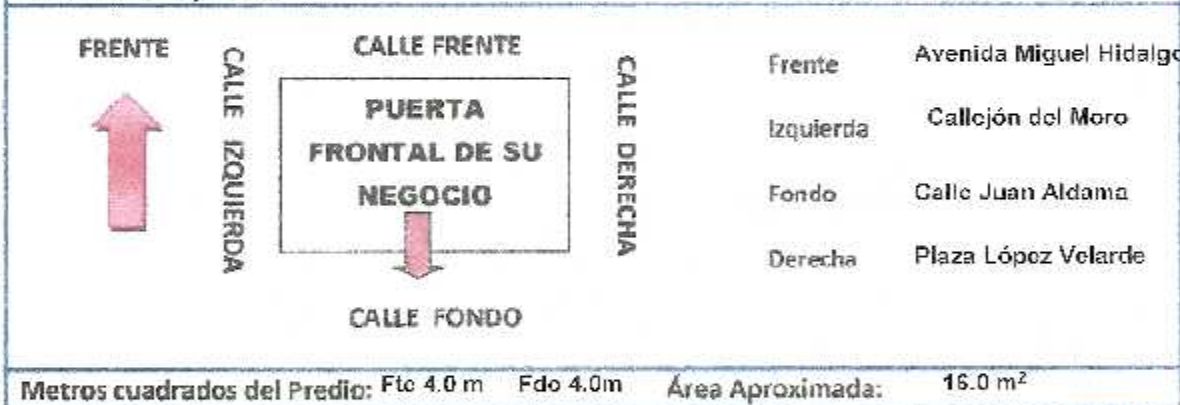 FRENTE
CALLE IZQUIERDA
CALLE FRENTE
PUERTA
FRONTAL DE SU
NEGOCIO
CALLE DERECHA
CALLE FONDO
Frente Avenida Miguel Hidalgo
Izquierda Callejón del Moro
Fondo Calle Juan Aldama
Derecha Plaza López Velarde
Metros cuadrados del Predio: Fte 4.0 m Fdo 4.0m Área Aproximada: 16.0 m²